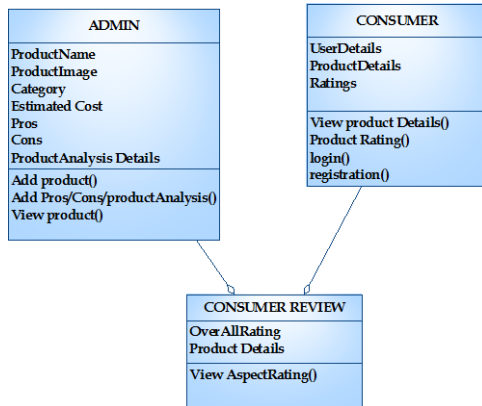 ADMIN
ProductName
ProductImage
Category
Estimated Cost
Pros
Cons
ProductAnalysis Details
Add product()
Add Pros/Cons/productAnalysis()
View product()
CONSUMER
UserDetails
ProductDetails
Ratings
View product Details()
Product Rating()
login()
registration()
CONSUMER REVIEW
OverAllRating
Product Details
View AspectRating()